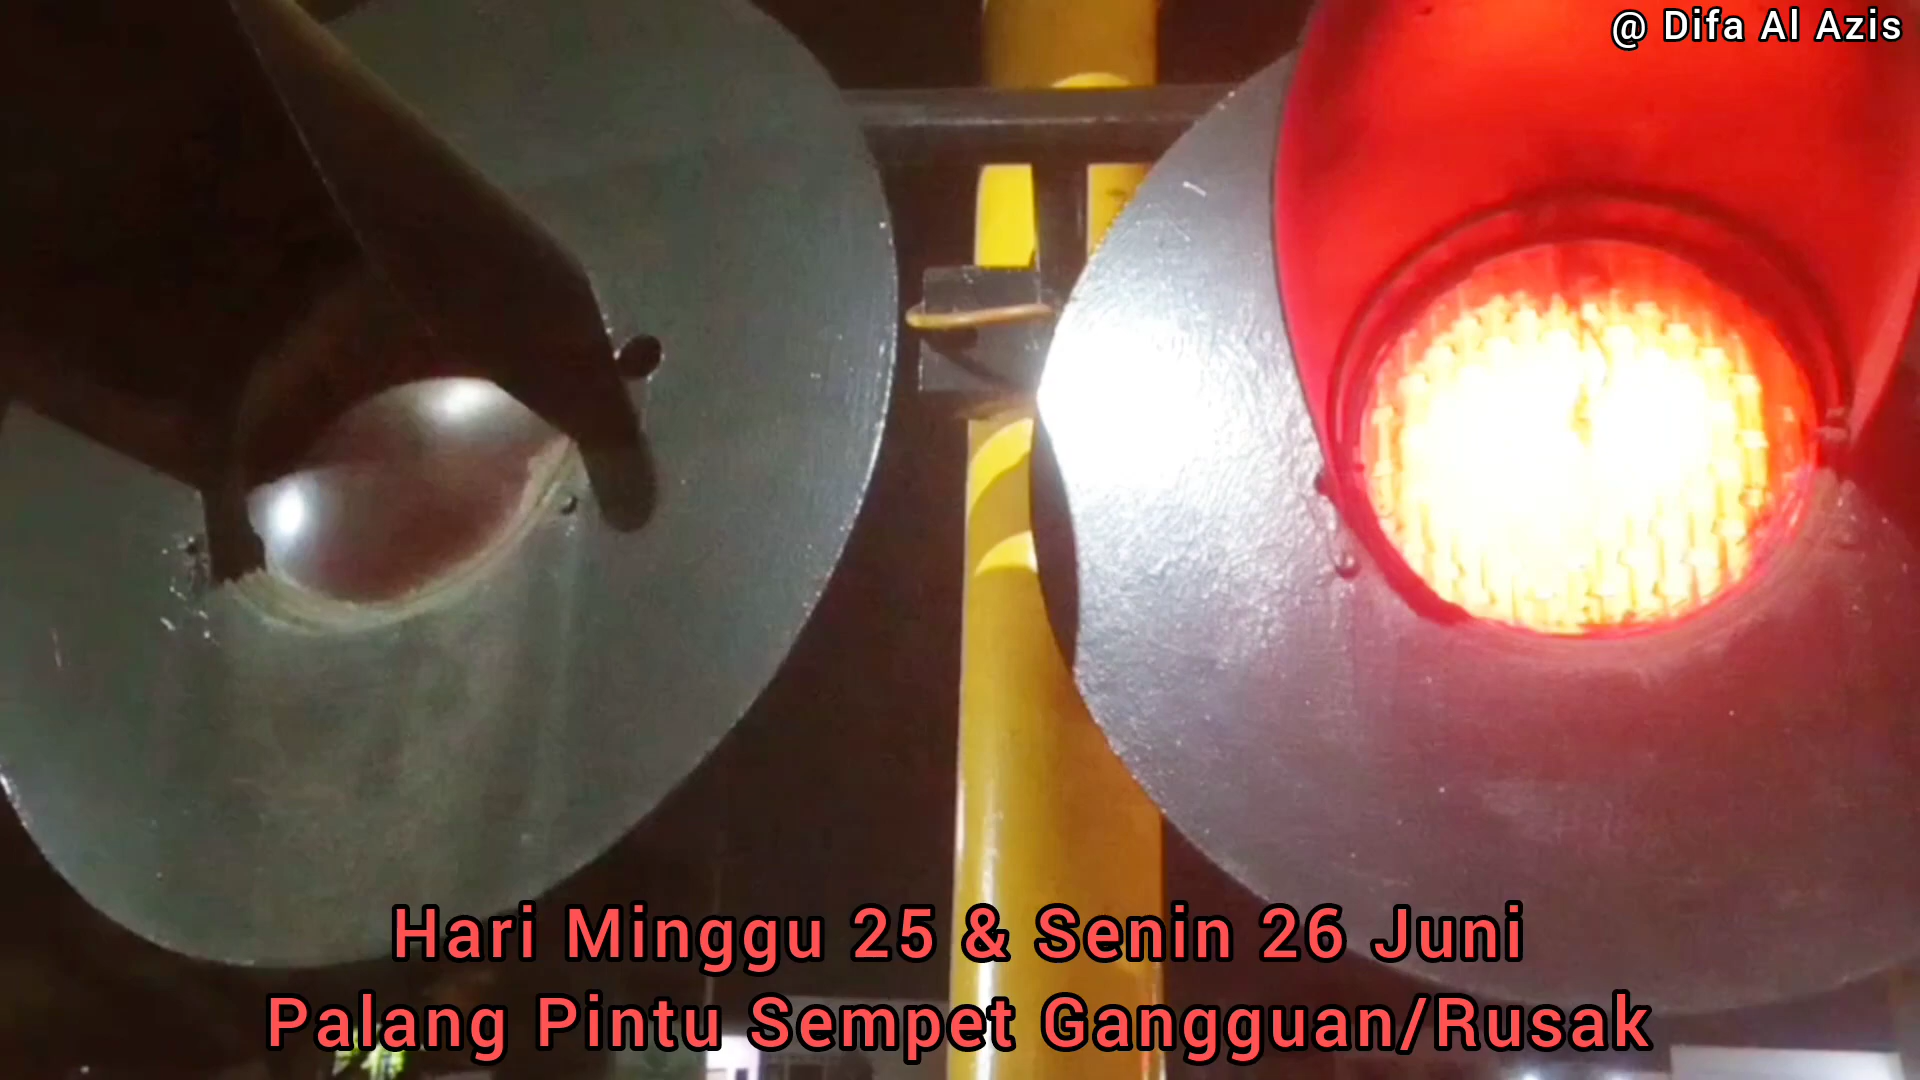 @ Difa Al Azis
Hari Minggu 25 & Senin 26 Juni
Palang Pintu Sempet Gangguan/Rusak